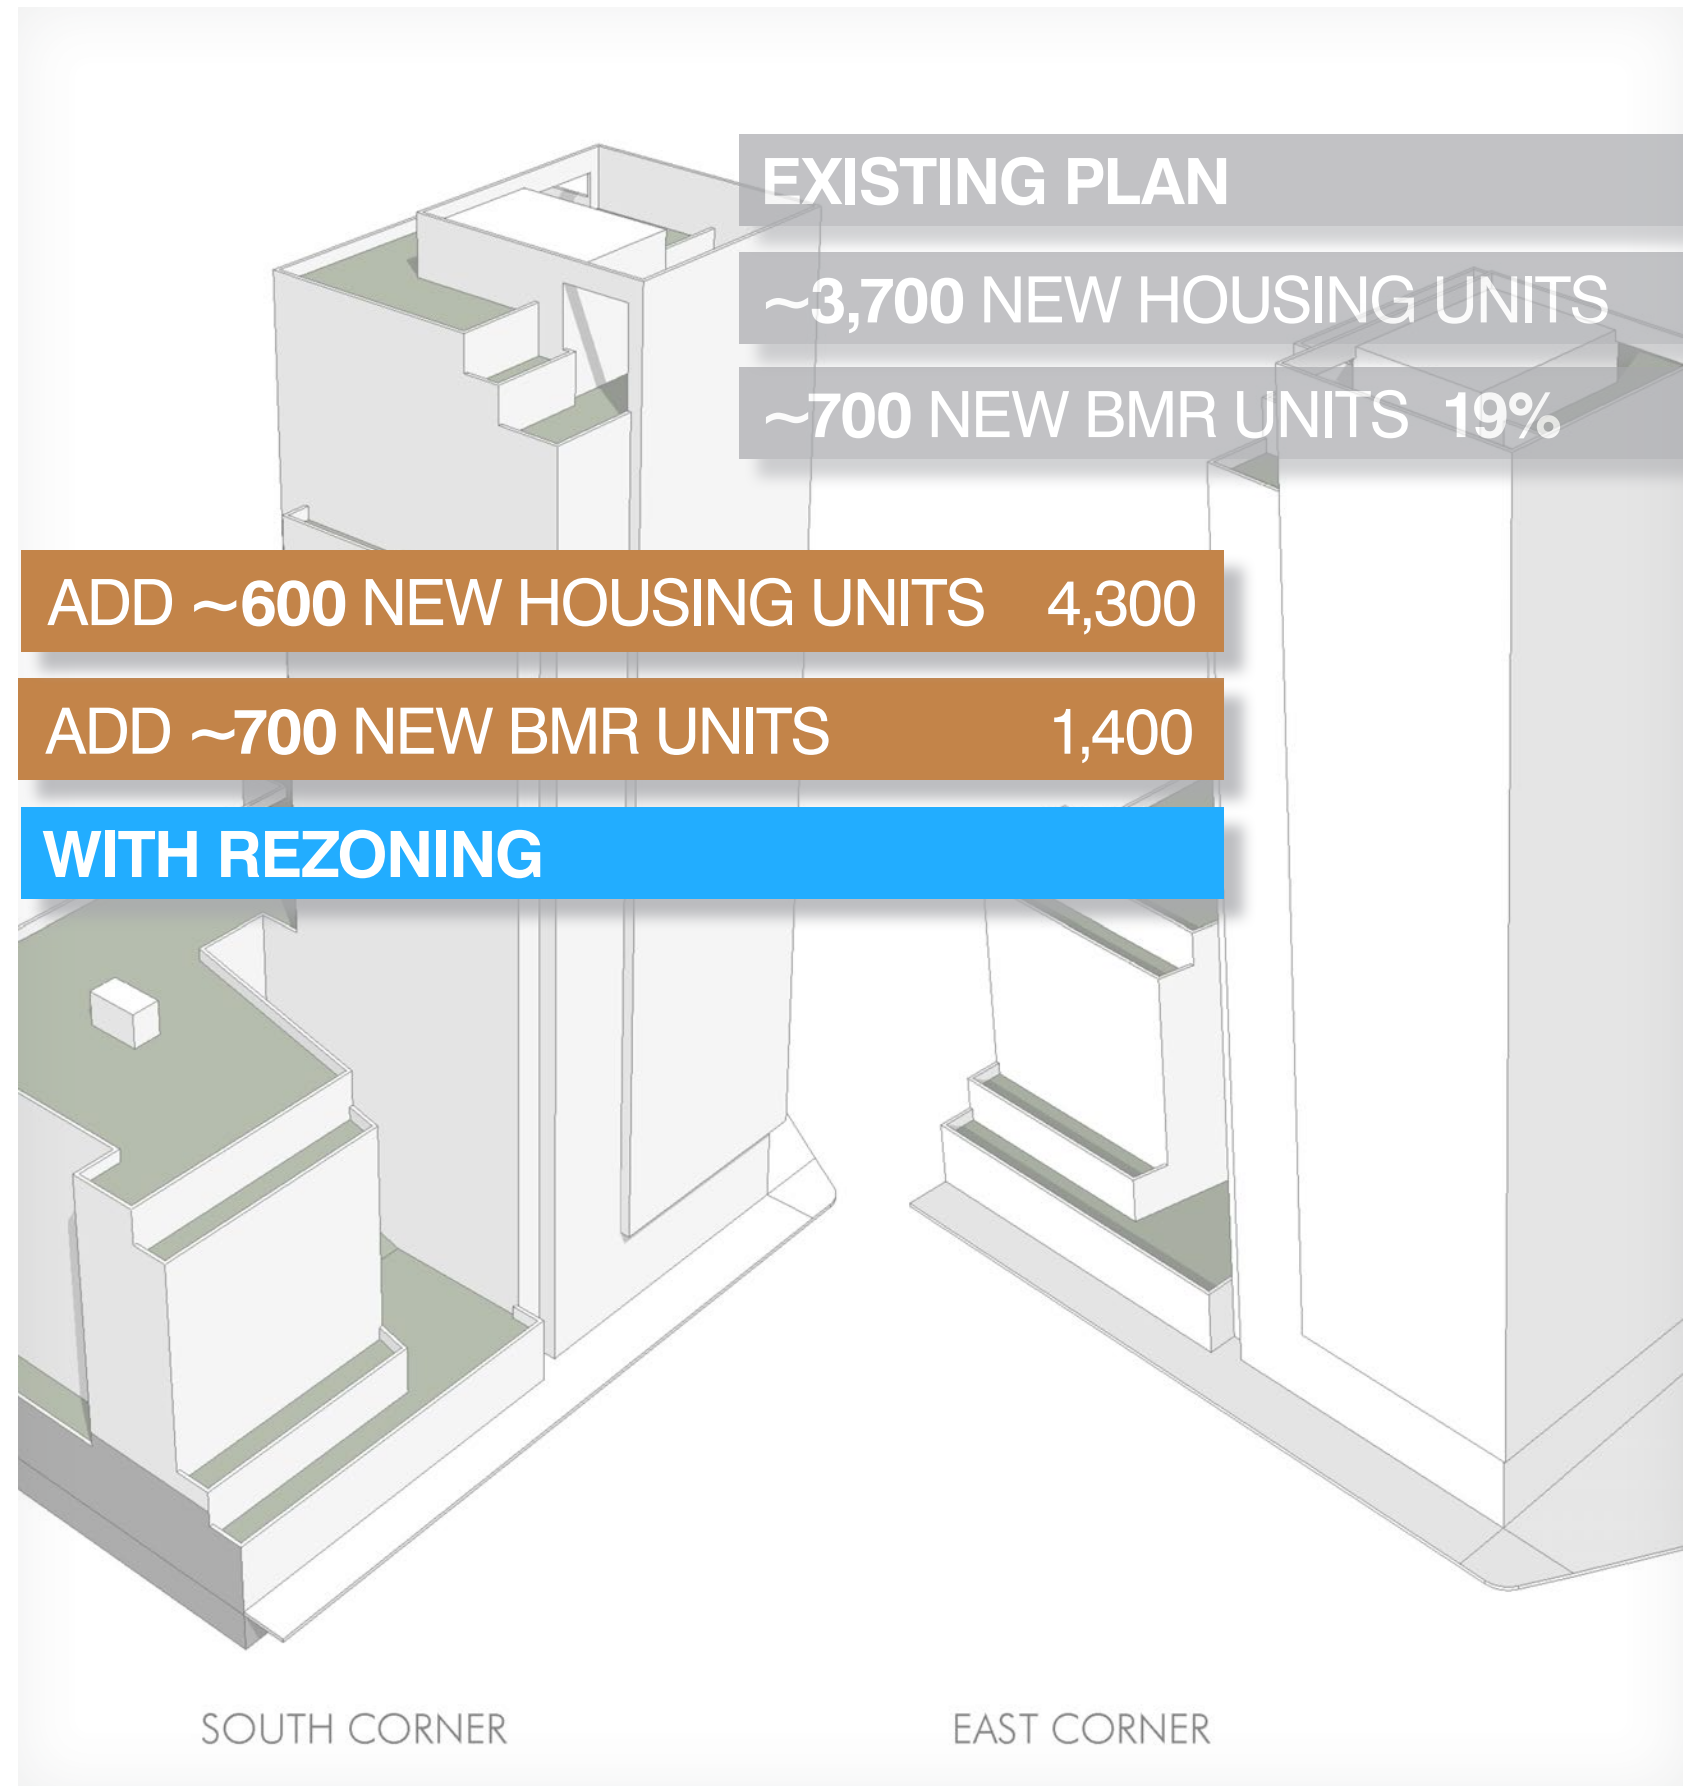 EXISTING PLAN
~3,700 NEW HOUSING UNITS
~700 NEW BMR UNITS 19%
ADD ~600 NEW HOUSING UNITS 4,300
ADD ~700 NEW BMR UNITS 1,400
WITH REZONING
SOUTH CORNER
EAST CORNER